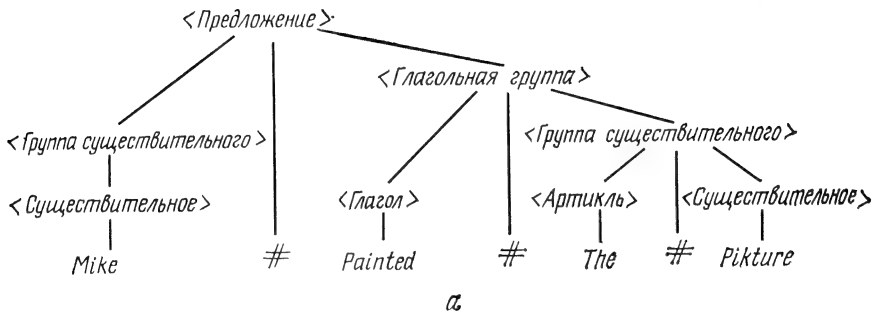 <Предложение>
<Глагольная группа>
<Группа существительного> <Группа существительного>
<Существительное> <Глагол> <Артикль> <Существительное>
Mike # Painted # The # Pikture
а